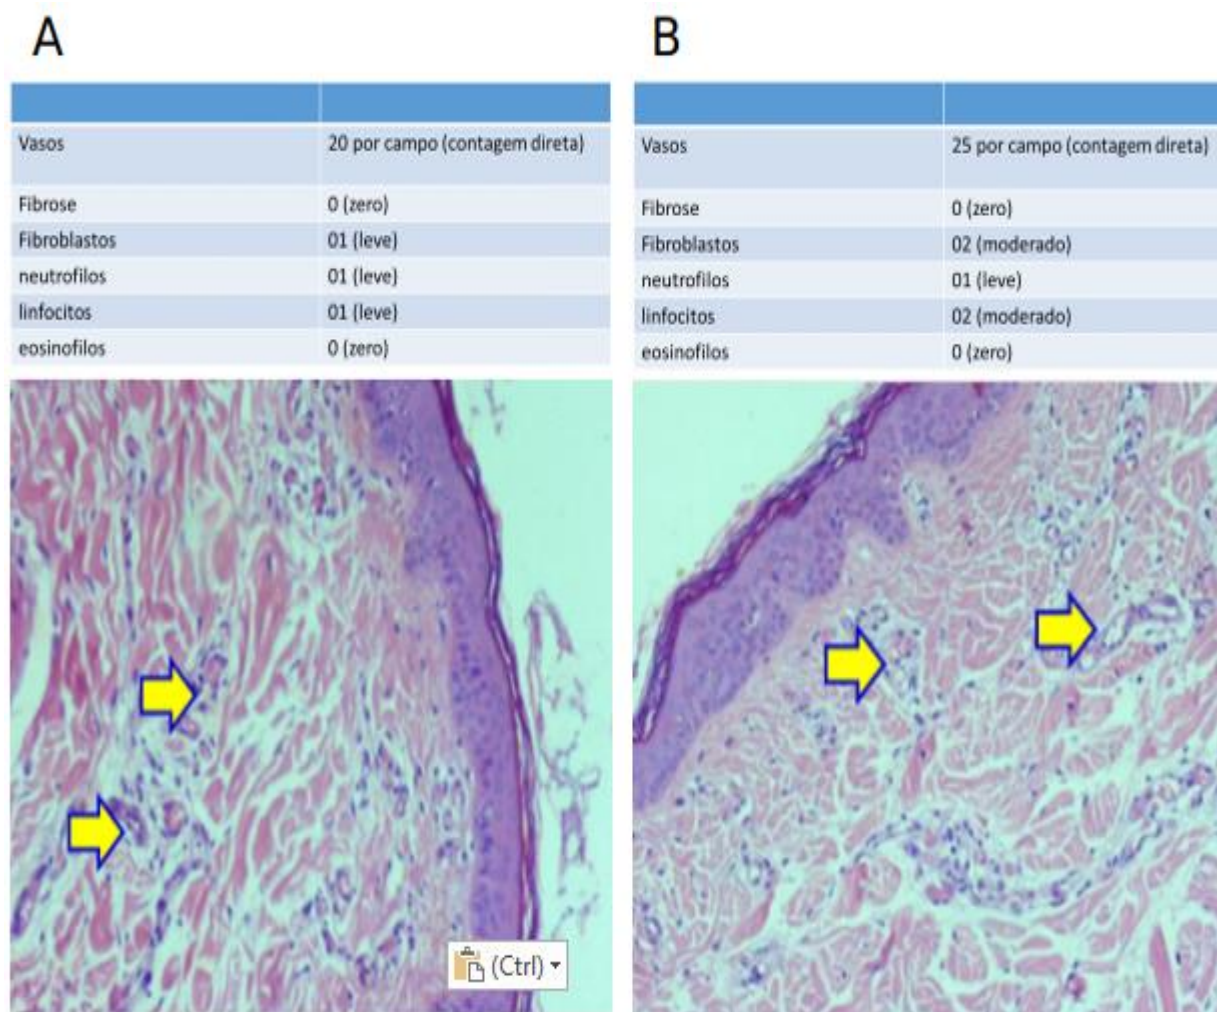 A
Vasos 20 por campo (contagem direta)
Fibrose 0 (zero)
Fibroblastos 01 (leve)
neutrofilos 01 (leve)
linfocitos 01 (leve)
eosinofilos 0 (zero)
B
Vasos 25 por campo (contagem direta)
Fibrose 0 (zero)
Fibroblastos 02 (moderado)
neutrofilos 01 (leve)
linfocitos 02 (moderado)
eosinofilos 0 (zero)
(Ctrl)